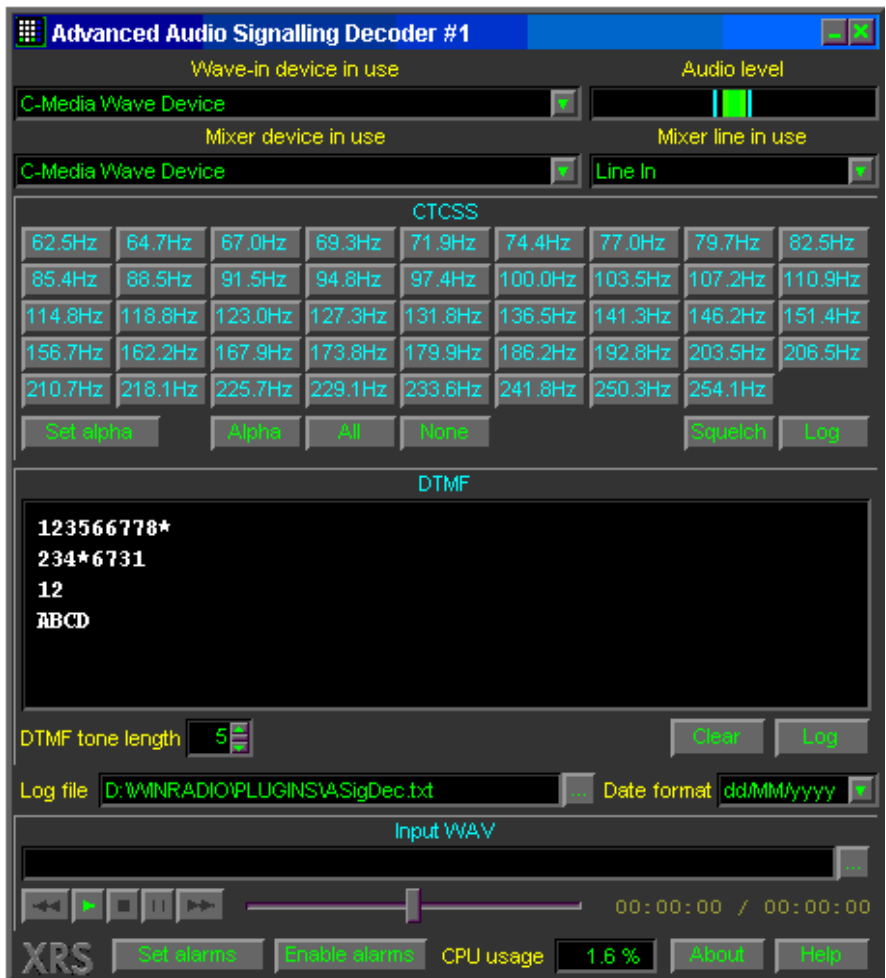 Advanced Audio Signalling Decoder #1
Wave-in device in use Audio level
C-Media Wave Device
Mixer device in use Mixer line in use
C-Media Wave Device Line In
CTCSS
62.5Hz 64.7Hz 67.0Hz 69.3Hz 71.9Hz 74.4Hz 77.0Hz 79.7Hz 82.5Hz
85.4Hz 88.5Hz 91.5Hz 94.8Hz 97.4Hz 100.0Hz 103.5Hz 107.2Hz 110.9Hz
114.8Hz 118.8Hz 123.0Hz 127.3Hz 131.8Hz 136.5Hz 141.3Hz 146.2Hz 151.4Hz
156.7Hz 162.2Hz 167.9Hz 173.8Hz 179.9Hz 186.2Hz 192.8Hz 203.5Hz 206.5Hz
210.7Hz 218.1Hz 225.7Hz 229.1Hz 233.6Hz 241.8Hz 250.3Hz 254.1Hz
Set alpha Alpha All None Squelch Log
DTMF
123566778*
234*6731
12
ABCD
DTMF tone length 5 Clear Log
Log file D:\WINRADIO\PLUGINS\ASigDec.txt ... Date format dd/MM/yyyy
Input WAV
...
00:00:00 / 00:00:00
XRS Set alarms Enable alarms CPU usage 1.6 % About Help